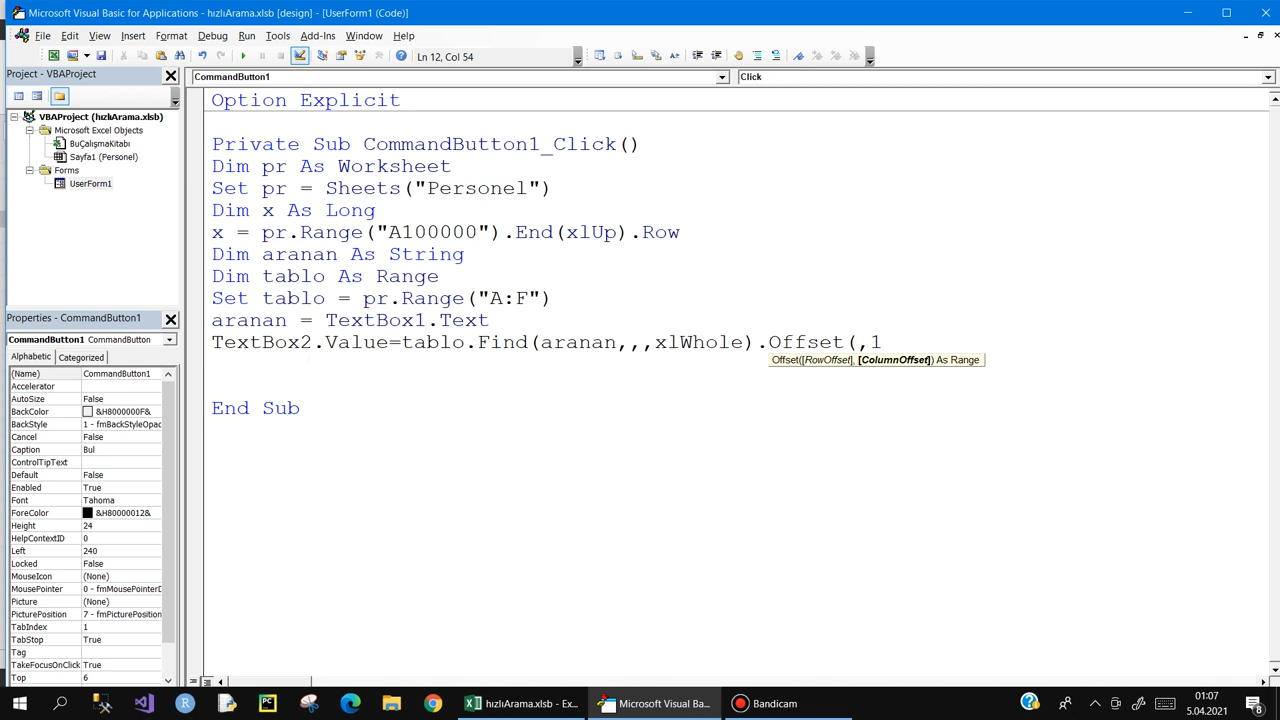 Microsoft Visual Basic for Applications - hızlıArama.xlsb [design] - [UserForm1 (Code)]
File Edit View Insert Format Debug Run Tools Add-Ins Window Help
Ln 12, Col 54
Project - VBAProject
CommandButton1
Click
VBAProject (hızlıArama.xlsb)
Microsoft Excel Objects
BuÇalışmaKitabı
Sayfa1 (Personel)
Forms
UserForm1
Option Explicit
Private Sub CommandButton1_Click()
Dim pr As Worksheet
Set pr = Sheets("Personel")
Dim x As Long
x = pr.Range("A100000").End(xlUp).Row
Dim aranan As String
Dim tablo As Range
Set tablo = pr.Range("A:F")
aranan = TextBox1.Text
TextBox2.Value=tablo.Find(aranan,,,xlWhole).Offset(,1
Offset([RowOffset], [ColumnOffset]) As Range
End Sub
Properties - CommandButton1
CommandButton1 CommandButton
Alphabetic Categorized
(Name) CommandButton1
Accelerator
AutoSize False
BackColor &H8000000F&
BackStyle 1 - fmBackStyleOpac
Cancel False
Caption Bul
ControlTipText
Default False
Enabled True
Font Tahoma
ForeColor &H80000012&
Height 24
HelpContextID 0
Left 240
Locked False
MouseIcon (None)
MousePointer 0 - fmMousePointerD
Picture (None)
PicturePosition 7 - fmPicturePosition
TabIndex 1
TabStop True
Tag
TakeFocusOnClick True
Top 6
hızlıArama.xlsb - Ex...
Microsoft Visual Ba...
Bandicam
01:07
5.04.2021
8